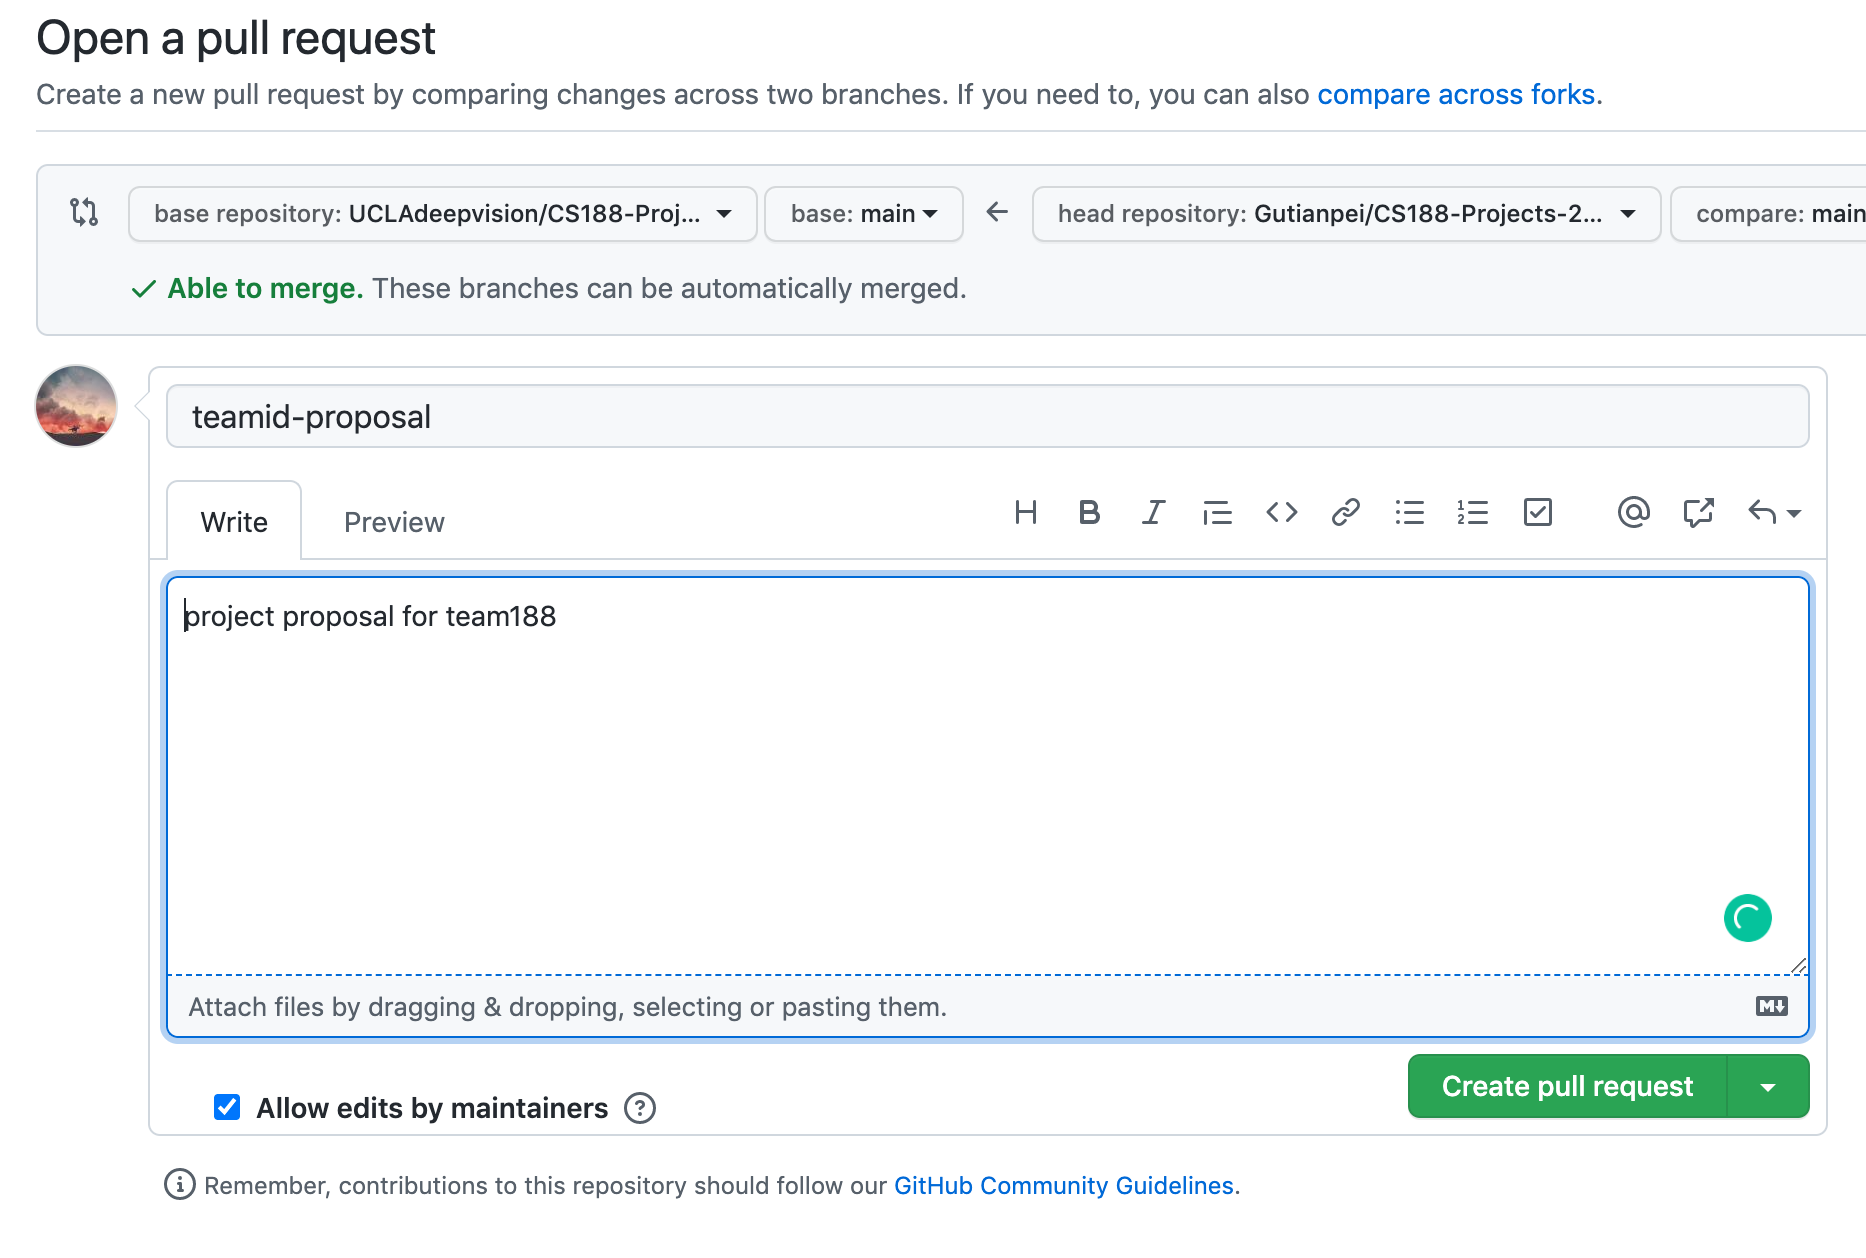 Open a pull request
Create a new pull request by comparing changes across two branches. If you need to, you can also compare across forks.
base repository: UCLAdeepvision/CS188-Proj... base: main head repository: Gutianpei/CS188-Projects-2... compare: main
Able to merge. These branches can be automatically merged.
teamid-proposal
Write Preview
project proposal for team188
Attach files by dragging & dropping, selecting or pasting them.
Allow edits by maintainers
Create pull request
Remember, contributions to this repository should follow our GitHub Community Guidelines.